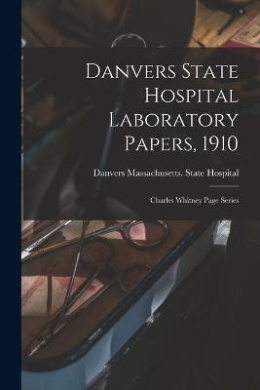 Danvers State
Hospital
Laboratory
Papers, 1910
Danvers Massachusetts. State Hospital
Charles Whitney Page Series